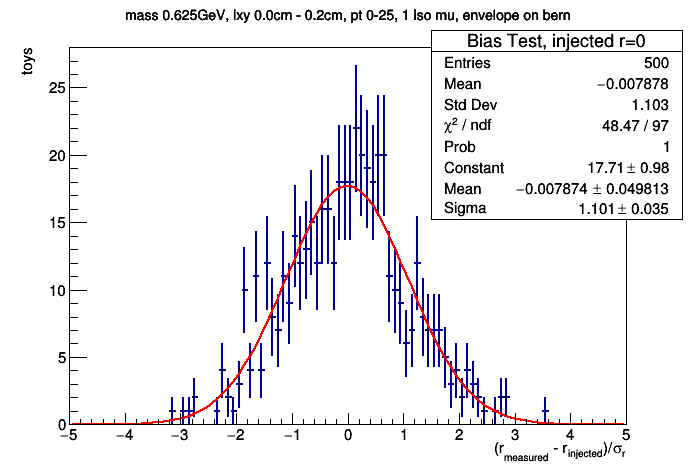 mass 0.625GeV, lxy 0.0cm - 0.2cm, pt 0-25, 1 Iso mu, envelope on bern
toys
Bias Test, injected r=0
Entries 500
Mean −0.007878
Std Dev 1.103
χ² / ndf 48.47 / 97
Prob 1
Constant 17.71 ± 0.98
Mean −0.007874 ± 0.049813
Sigma 1.101 ± 0.035
25
20
15
10
5
0
−5 −4 −3 −2 −1 0 1 2 3 4 5
(r_measured - r_injected)/σ_r